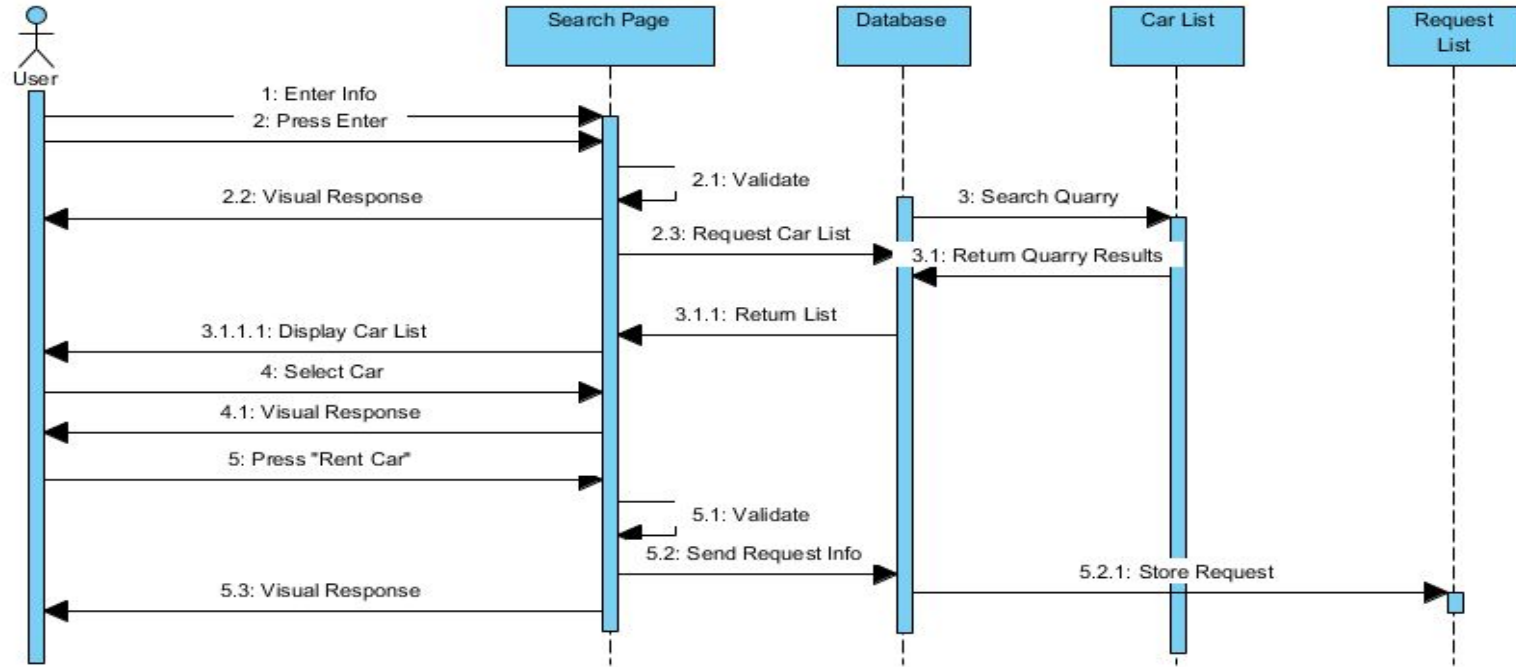 User
Search Page
Database
Car List
Request
List
1: Enter Info
2: Press Enter
2.1: Validate
2.2: Visual Response
3: Search Quarry
2.3: Request Car List
3.1: Return Quarry Results
3.1.1: Return List
3.1.1.1: Display Car List
4: Select Car
4.1: Visual Response
5: Press "Rent Car"
5.1: Validate
5.2: Send Request Info
5.2.1: Store Request
5.3: Visual Response